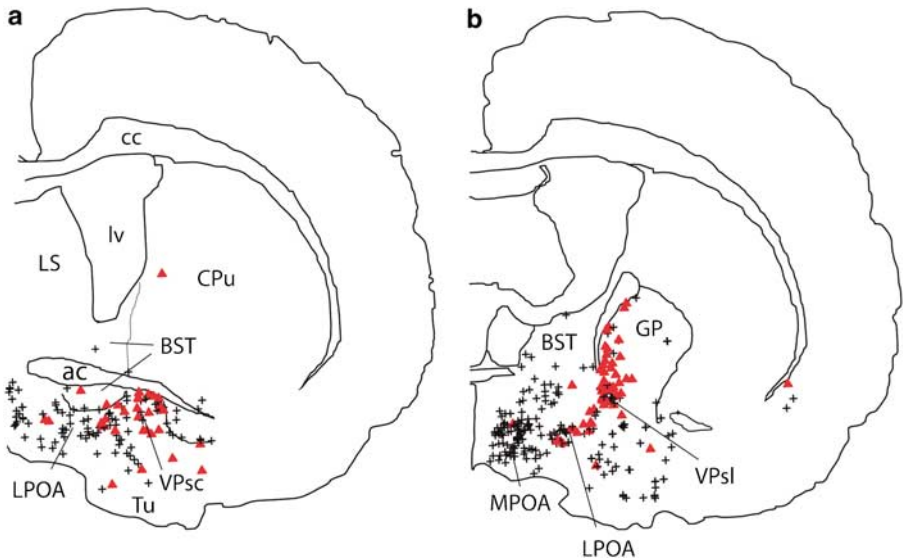 a
cc
lv
LS
CPu
BST
ac
LPOA
VPsc
Tu
b
BST
GP
MPOA
VPsl
LPOA